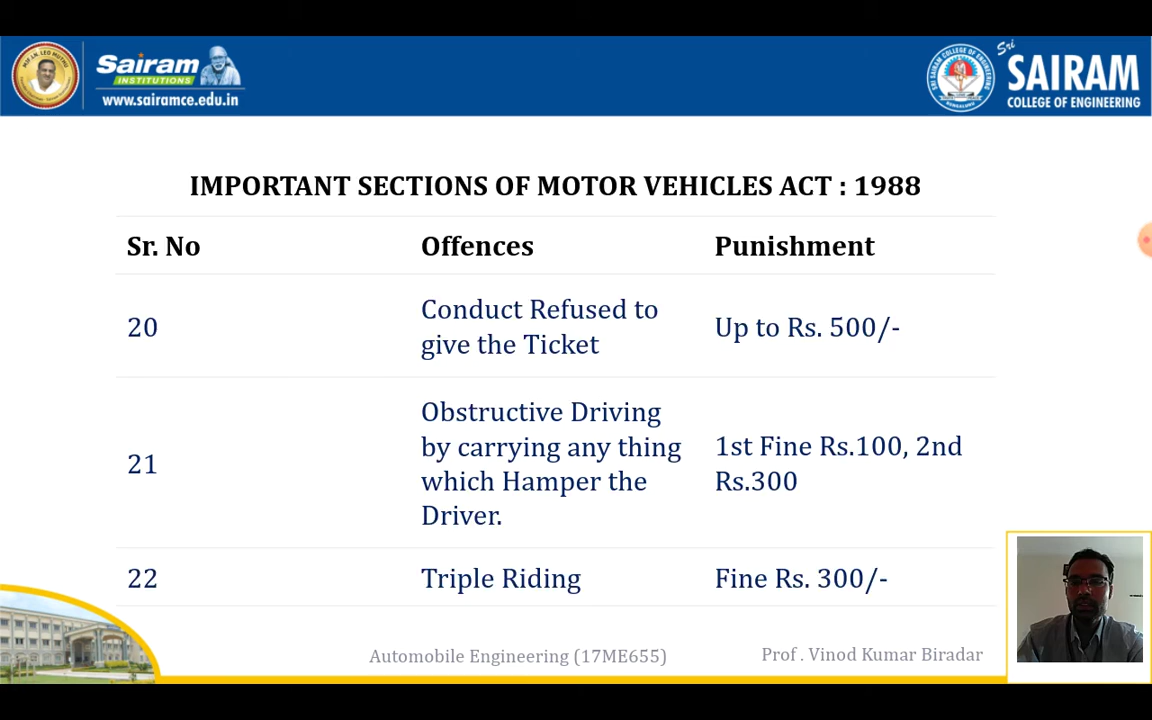 Sairam
INSTITUTIONS
www.sairamce.edu.in
Sri
SAIRAM
COLLEGE OF ENGINEERING
IMPORTANT SECTIONS OF MOTOR VEHICLES ACT : 1988
Sr. No Offences Punishment
20 Conduct Refused to
give the Ticket Up to Rs. 500/-
21 Obstructive Driving
by carrying any thing
which Hamper the
Driver.
1st Fine Rs.100, 2nd
Rs.300
22 Triple Riding Fine Rs. 300/-
Automobile Engineering (17ME655)
Prof . Vinod Kumar Biradar